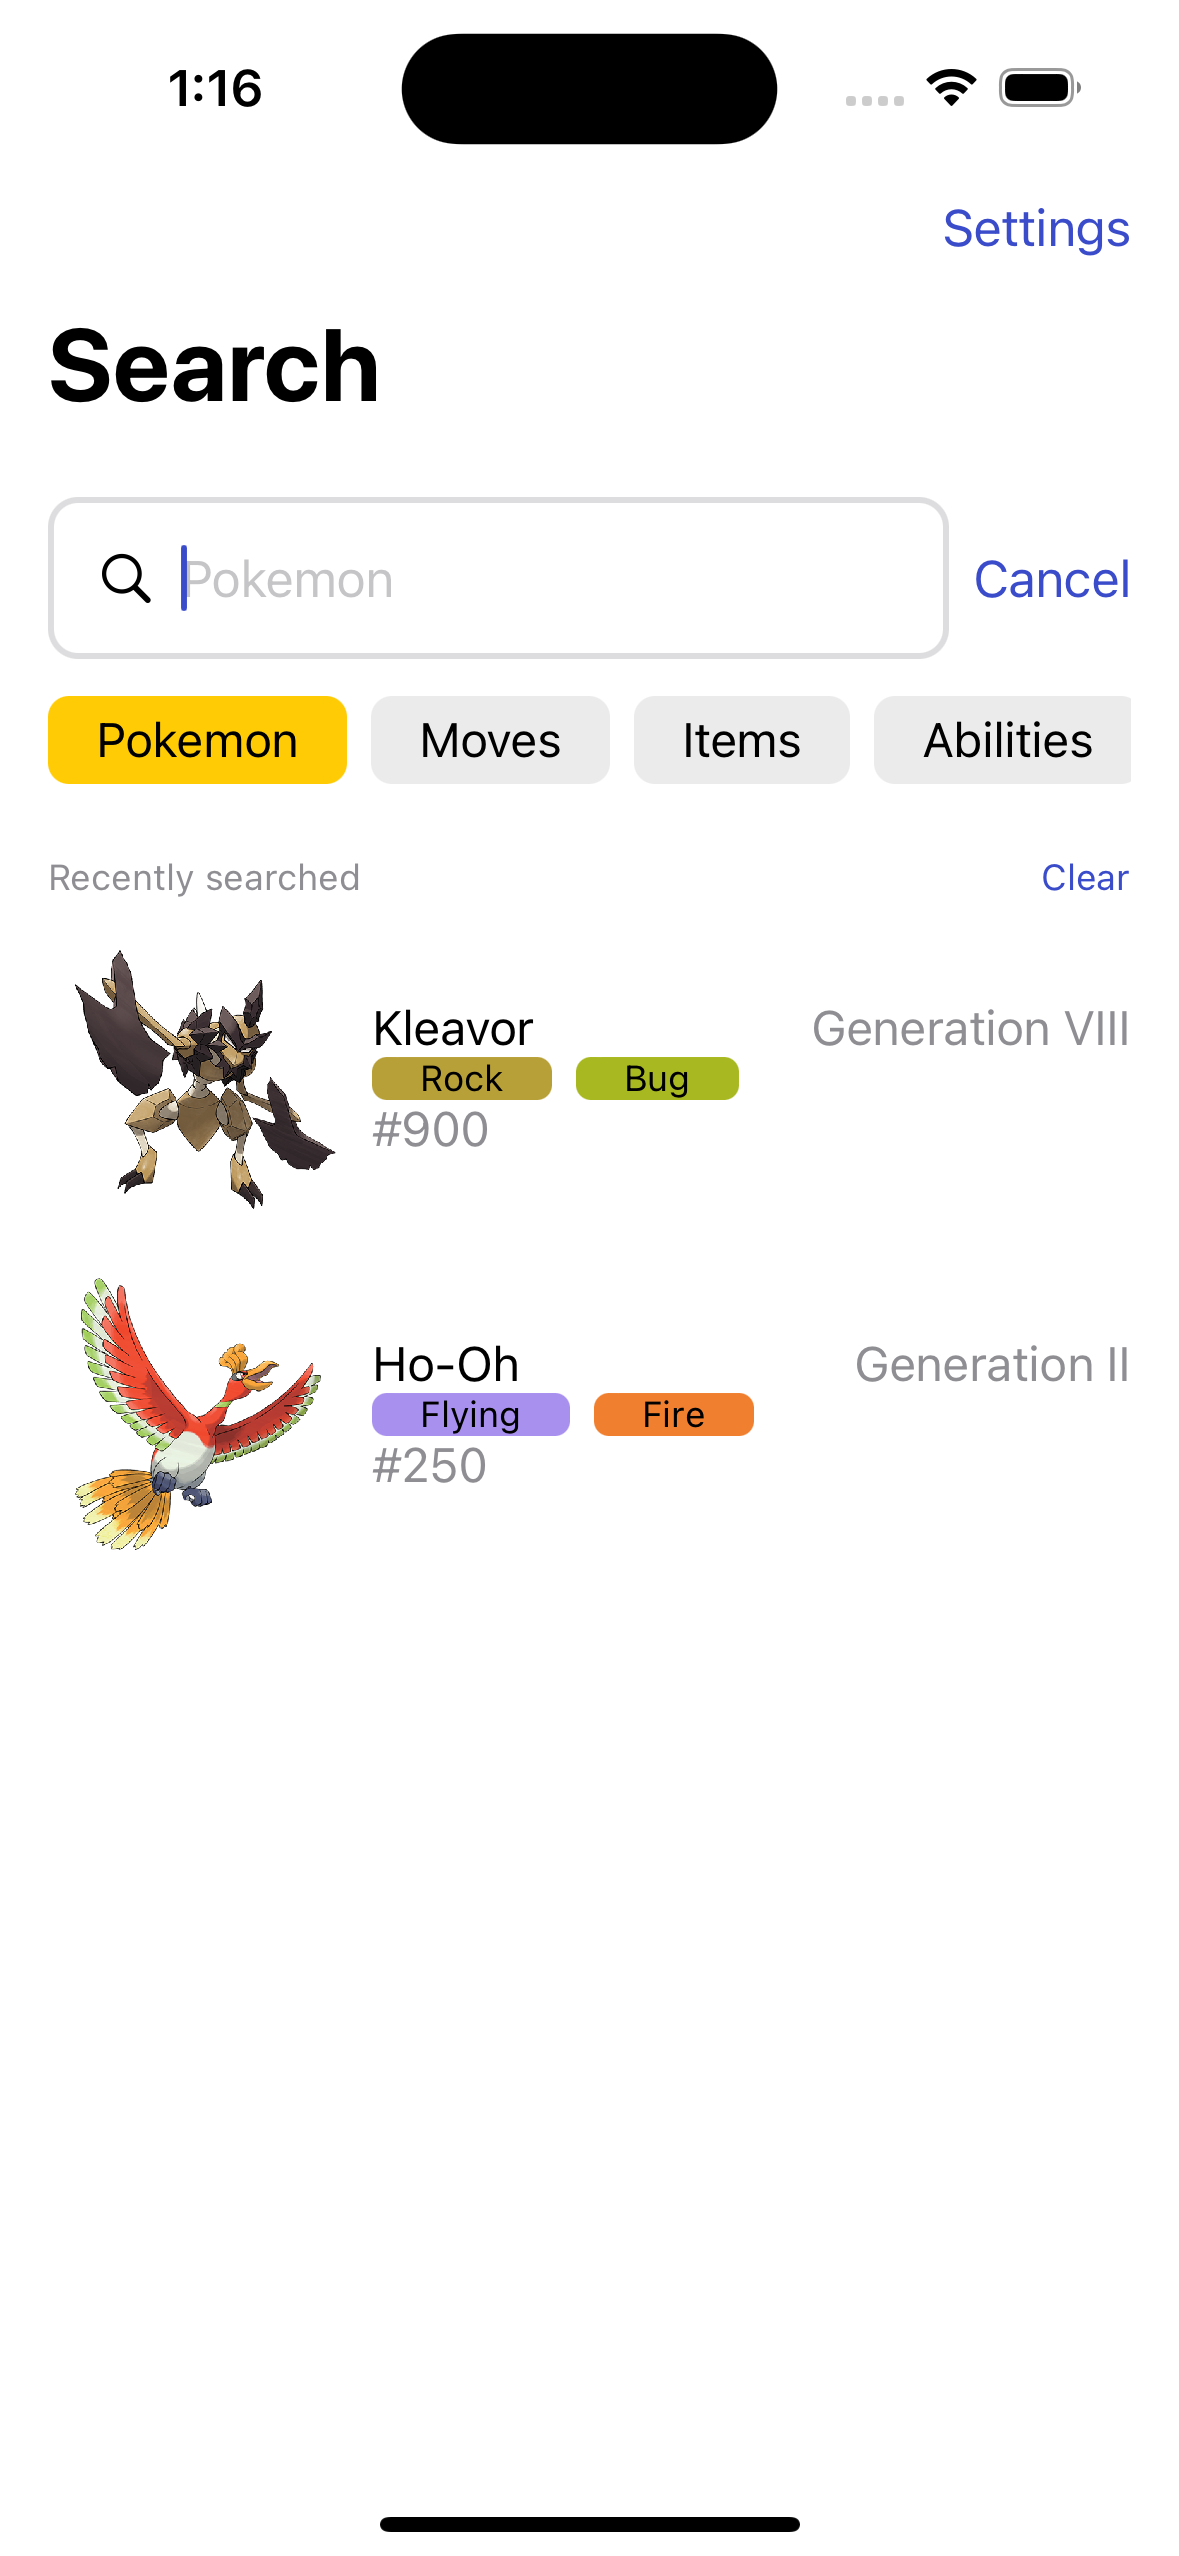 1:16
Settings
Search
Pokemon
Cancel
Pokemon Moves Items Abilities
Recently searched Clear
Kleavor Generation VIII
Rock Bug
#900
Ho-Oh Generation II
Flying Fire
#250